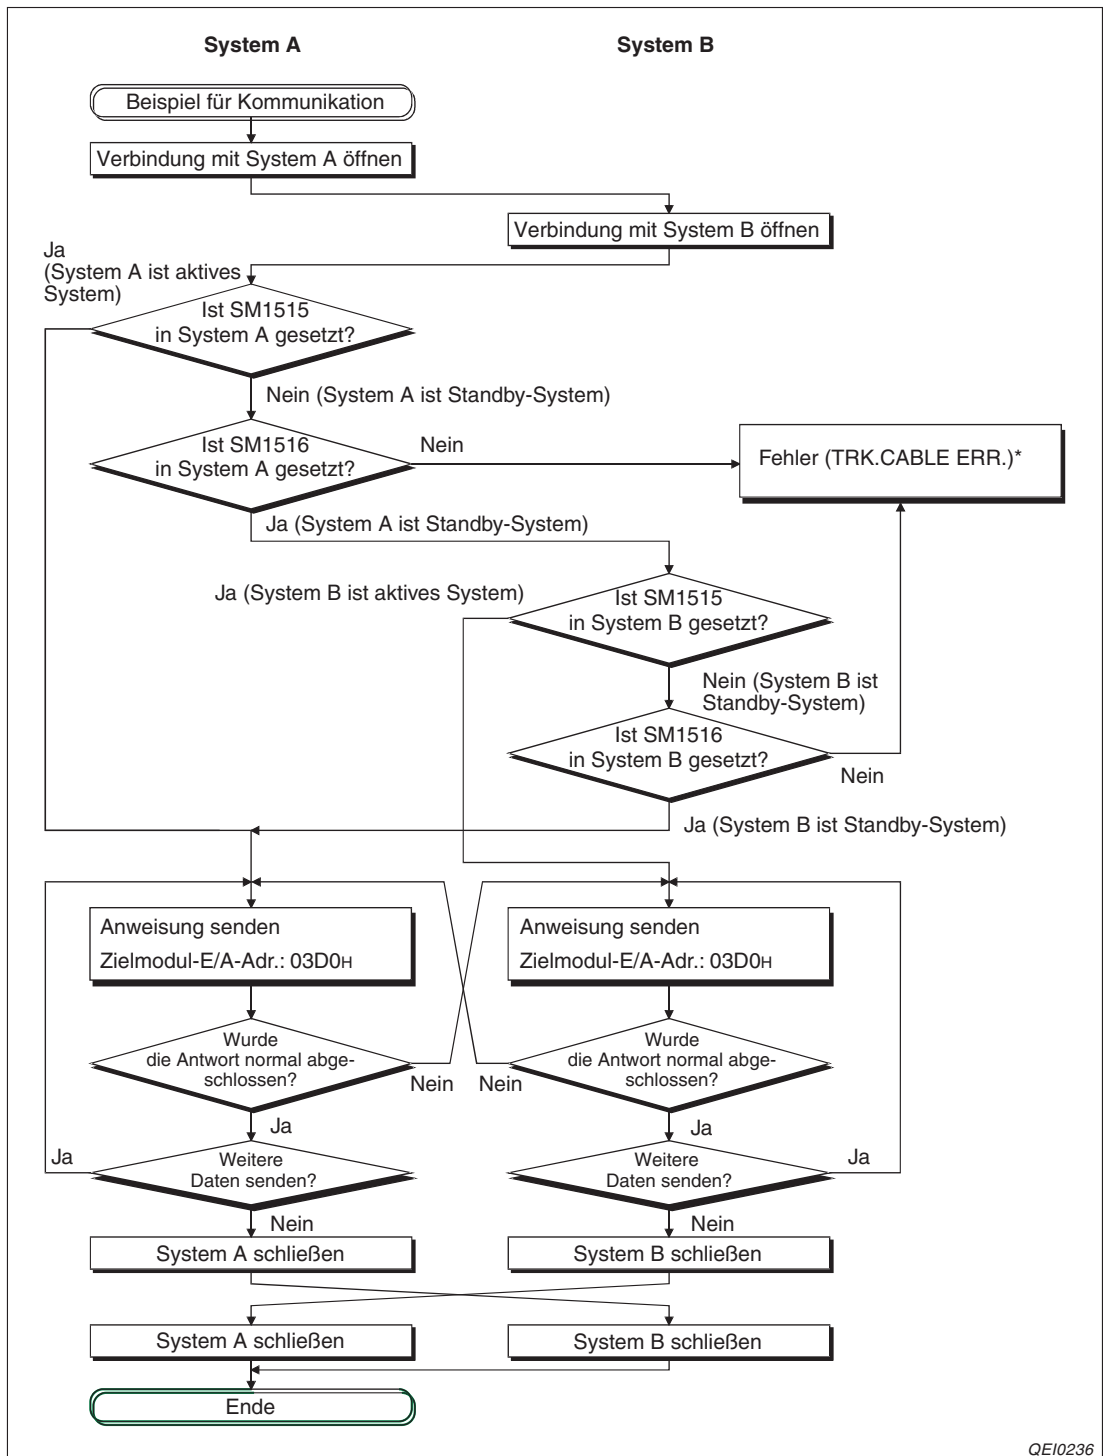 System A
System B
Beispiel für Kommunikation
Verbindung mit System A öffnen
Verbindung mit System B öffnen
Ja
(System A ist aktives
System)
Ist SM1515
in System A gesetzt?
Nein (System A ist Standby-System)
Ist SM1516
in System A gesetzt?
Nein
Fehler (TRK.CABLE ERR.)*
Ja (System A ist Standby-System)
Ja (System B ist aktives System)
Ist SM1515
in System B gesetzt?
Nein (System B ist
Standby-System)
Ist SM1516
in System B gesetzt?
Nein
Ja (System B ist Standby-System)
Anweisung senden
Zielmodul-E/A-Adr.: 03D0H
Anweisung senden
Zielmodul-E/A-Adr.: 03D0H
Wurde
die Antwort normal abge-
schlossen?
Nein
Nein
Wurde
die Antwort normal abge-
schlossen?
Ja
Ja
Ja
Weitere
Daten senden?
Weitere
Daten senden?
Ja
Nein
Nein
System A schließen
System B schließen
System A schließen
System B schließen
Ende
QEI0236